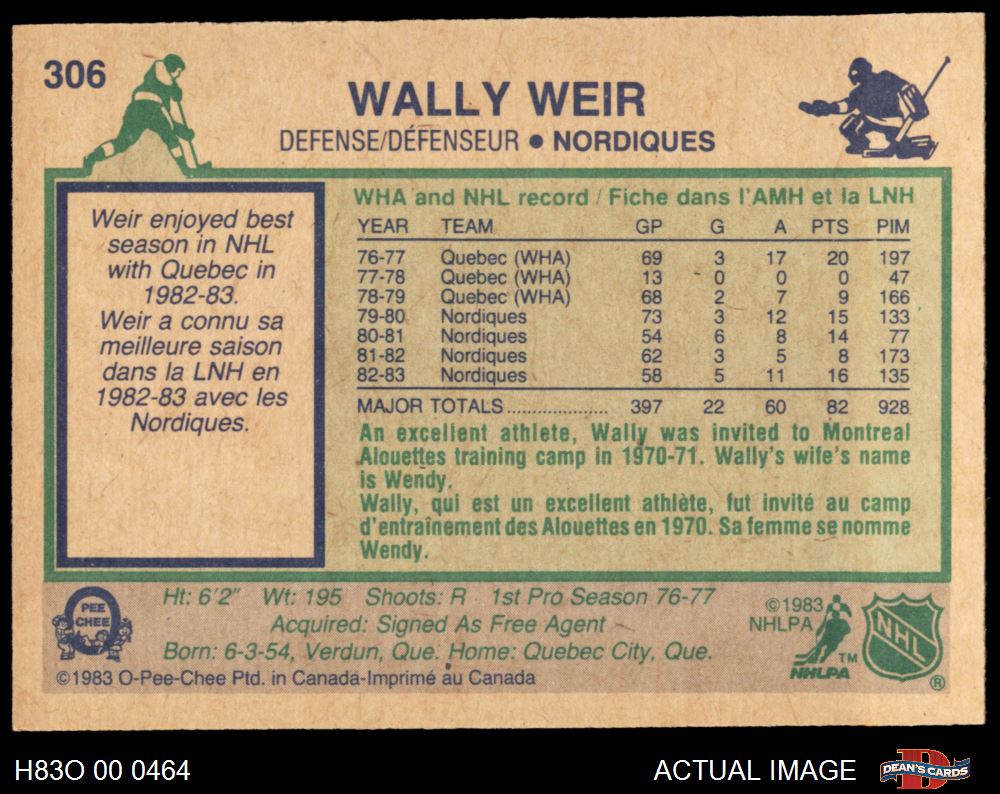 306
WALLY WEIR
DEFENSE/DÉFENSEUR • NORDIQUES
Weir enjoyed best
season in NHL
with Quebec in
1982-83.
Weir a connu sa
meilleure saison
dans la LNH en
1982-83 avec les
Nordiques.
WHA and NHL record / Fiche dans l'AMH et la LNH
YEAR TEAM GP G A PTS PIM
76-77 Quebec (WHA) 69 3 17 20 197
77-78 Quebec (WHA) 13 0 0 0 47
78-79 Quebec (WHA) 68 2 7 9 166
79-80 Nordiques 73 3 12 15 133
80-81 Nordiques 54 6 8 14 77
81-82 Nordiques 62 3 5 8 173
82-83 Nordiques 58 5 11 16 135
MAJOR TOTALS.................... 397 22 60 82 928
An excellent athlete, Wally was invited to Montreal
Alouettes training camp in 1970-71. Wally's wife's name
is Wendy.
Wally, qui est un excellent athlète, fut invité au camp
d'entraînement des Alouettes en 1970. Sa femme se nomme
Wendy.
O
PEE
CHEE
Ht: 6'2" Wt: 195 Shoots: R 1st Pro Season 76-77
Acquired: Signed As Free Agent
Born: 6-3-54, Verdun, Que. Home: Quebec City, Que.
©1983 O-Pee-Chee Ptd. in Canada-Imprimé au Canada
©1983
NHLPA
TM
NHLPA
NHL
®
H83O 00 0464
ACTUAL IMAGE
D
DEAN'S CARDS